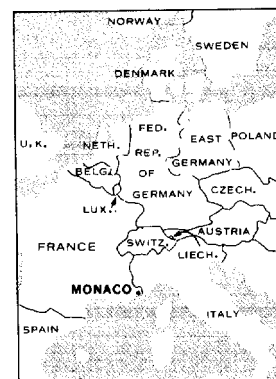 NORWAY
SWEDEN
DENMARK
U.K.
NETH.
FED.
REP.
OF
GERMANY
EAST
GERMANY
POLAND
BELG.
LUX.
CZECH.
FRANCE
SWITZ.
AUSTRIA
LIECH.
MONACO
ITALY
SPAIN